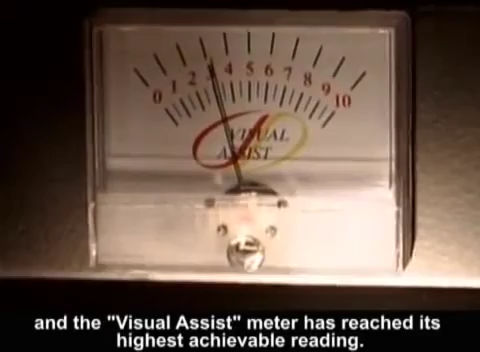 0 1 2 3 4 5 6 7 8 9 10
VISUAL
ASSIST
and the "Visual Assist" meter has reached its
highest achievable reading.